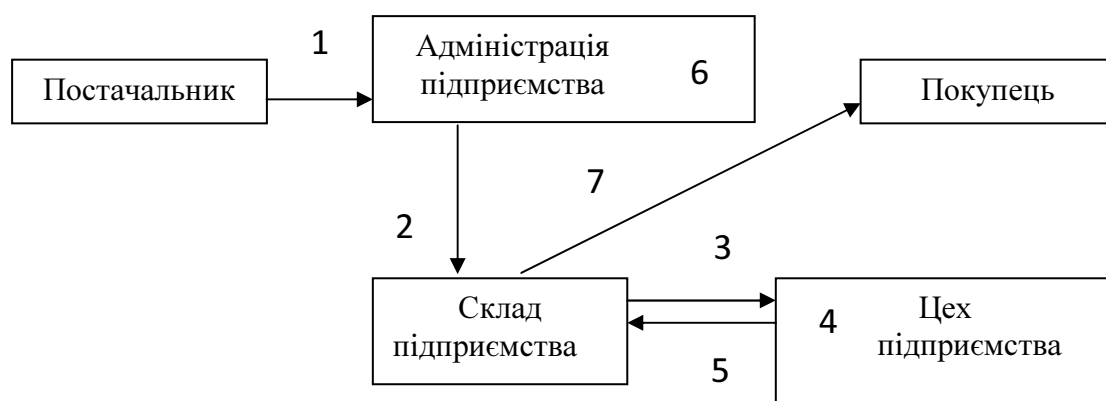 1
Адміністрація
підприємства
6
Постачальник
Покупець
7
2
3
Склад
підприємства
4
Цех
підприємства
5